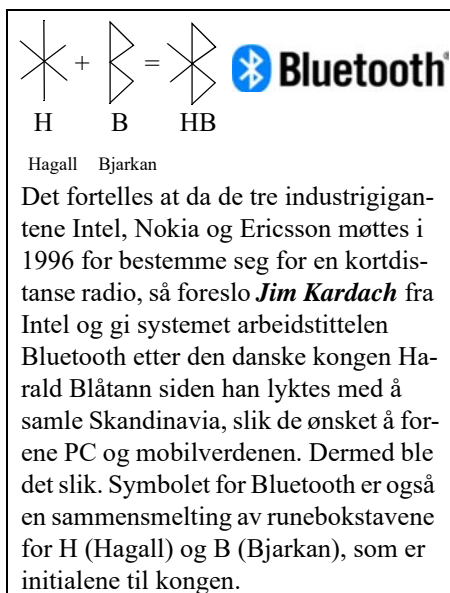 + = Bluetooth®
H B HB
Hagall Bjarkan
Det fortelles at da de tre industrigigan-
tene Intel, Nokia og Ericsson møttes i
1996 for bestemme seg for en kortdis-
tanse radio, så foreslo Jim Kardach fra
Intel og gi systemet arbeidstittelen
Bluetooth etter den danske kongen Ha-
rald Blåtann siden han lyktes med å
samle Skandinavia, slik de ønsket å for-
ene PC og mobilverdenen. Dermed ble
det slik. Symbolet for Bluetooth er også
en sammensmelting av runebokstavene
for H (Hagall) og B (Bjarkan), som er
initialene til kongen.